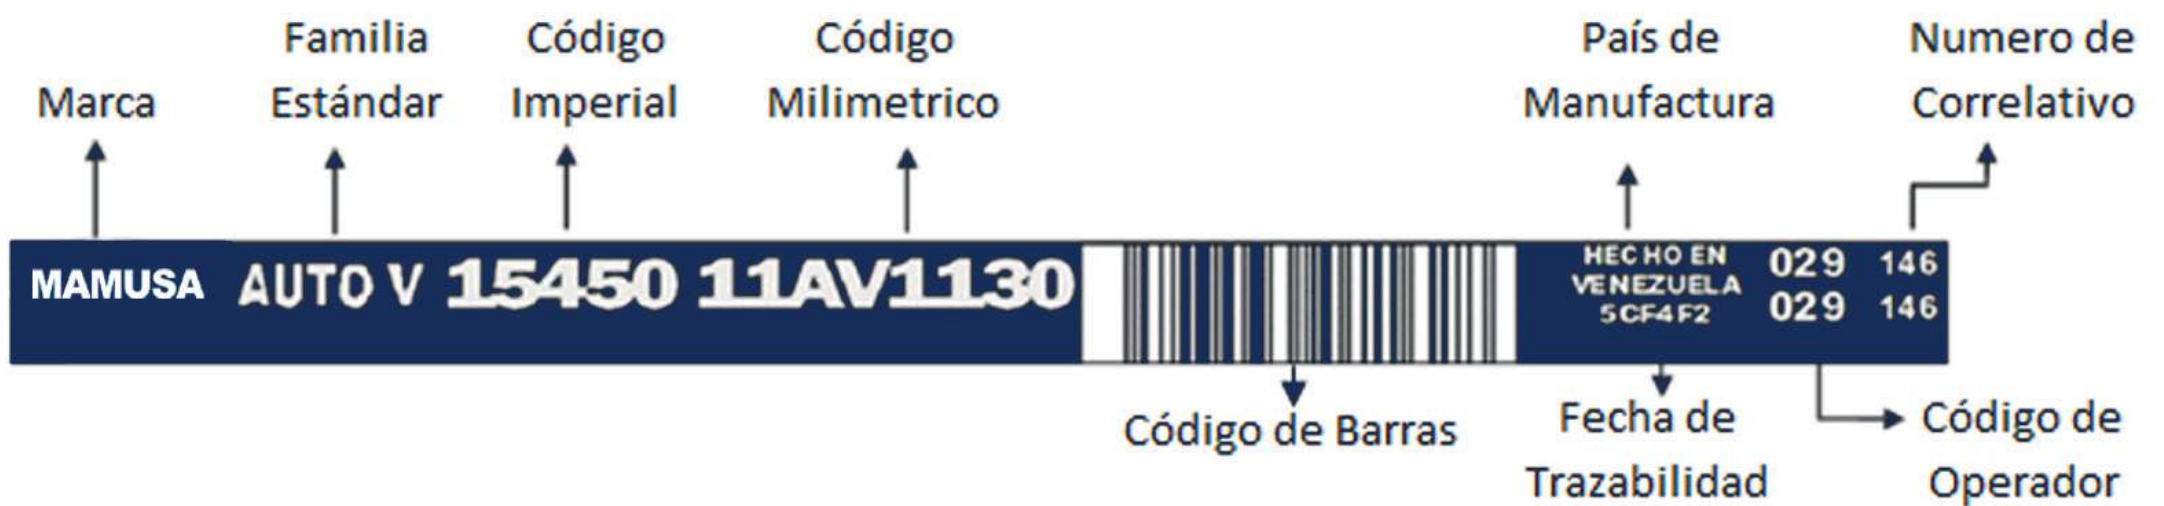 Marca
Familia
Estándar
Código
Imperial
Código
Milimetrico
País de
Manufactura
Numero de
Correlativo
MAMUSA AUTO V 15450 11AV1130
HECHO EN
VENEZUELA
5CF4F2
029 146
029 146
Código de Barras
Fecha de
Trazabilidad
Código de
Operador